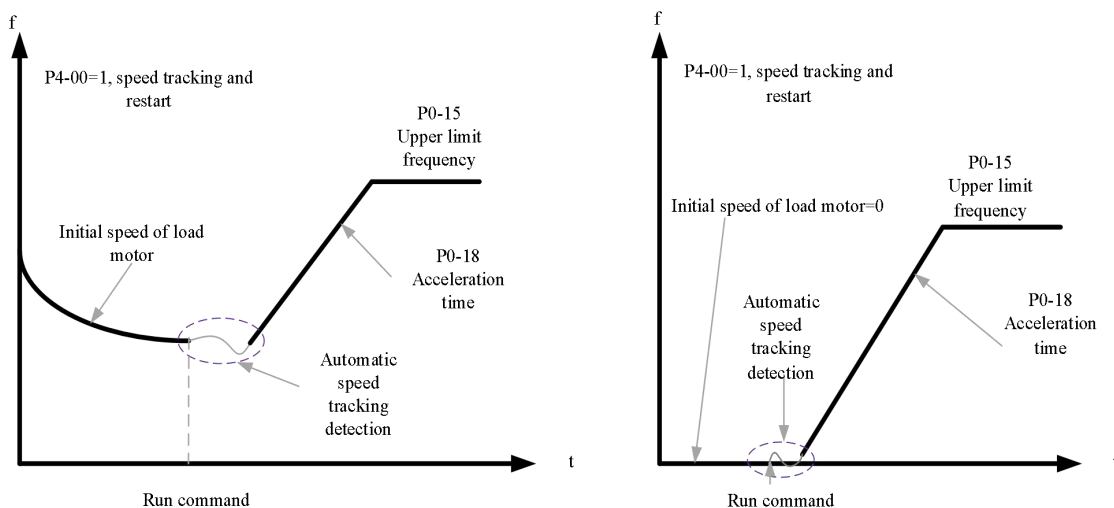 f
P4-00=1, speed tracking and
restart
P0-15
Upper limit
frequency
Initial speed of load
motor
P0-18
Acceleration
time
Automatic
speed
tracking
detection
t
Run command
f
P4-00=1, speed tracking and
restart
P0-15
Upper limit
frequency
Initial speed of load motor=0
Automatic
speed
tracking
detection
P0-18
Acceleration
time
Run command